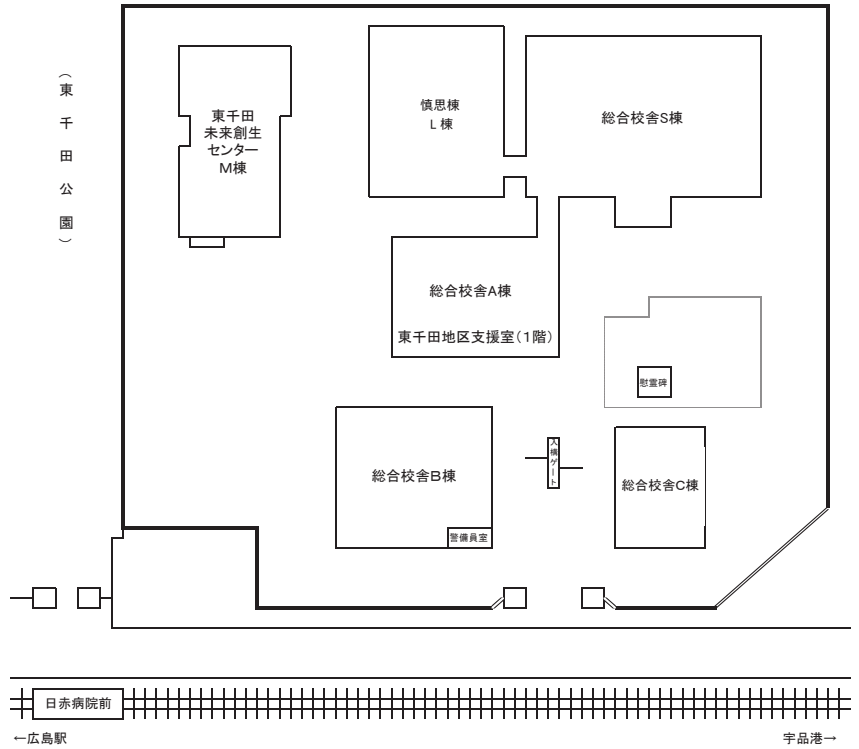 （東千田公園）
東千田
未来創生
センター
M棟
慎思棟
L棟
総合校舎S棟
総合校舎A棟
東千田地区支援室（1階）
慰霊碑
総合校舎B棟
入構ゲート
総合校舎C棟
警備員室
日赤病院前
←広島駅
宇品港→